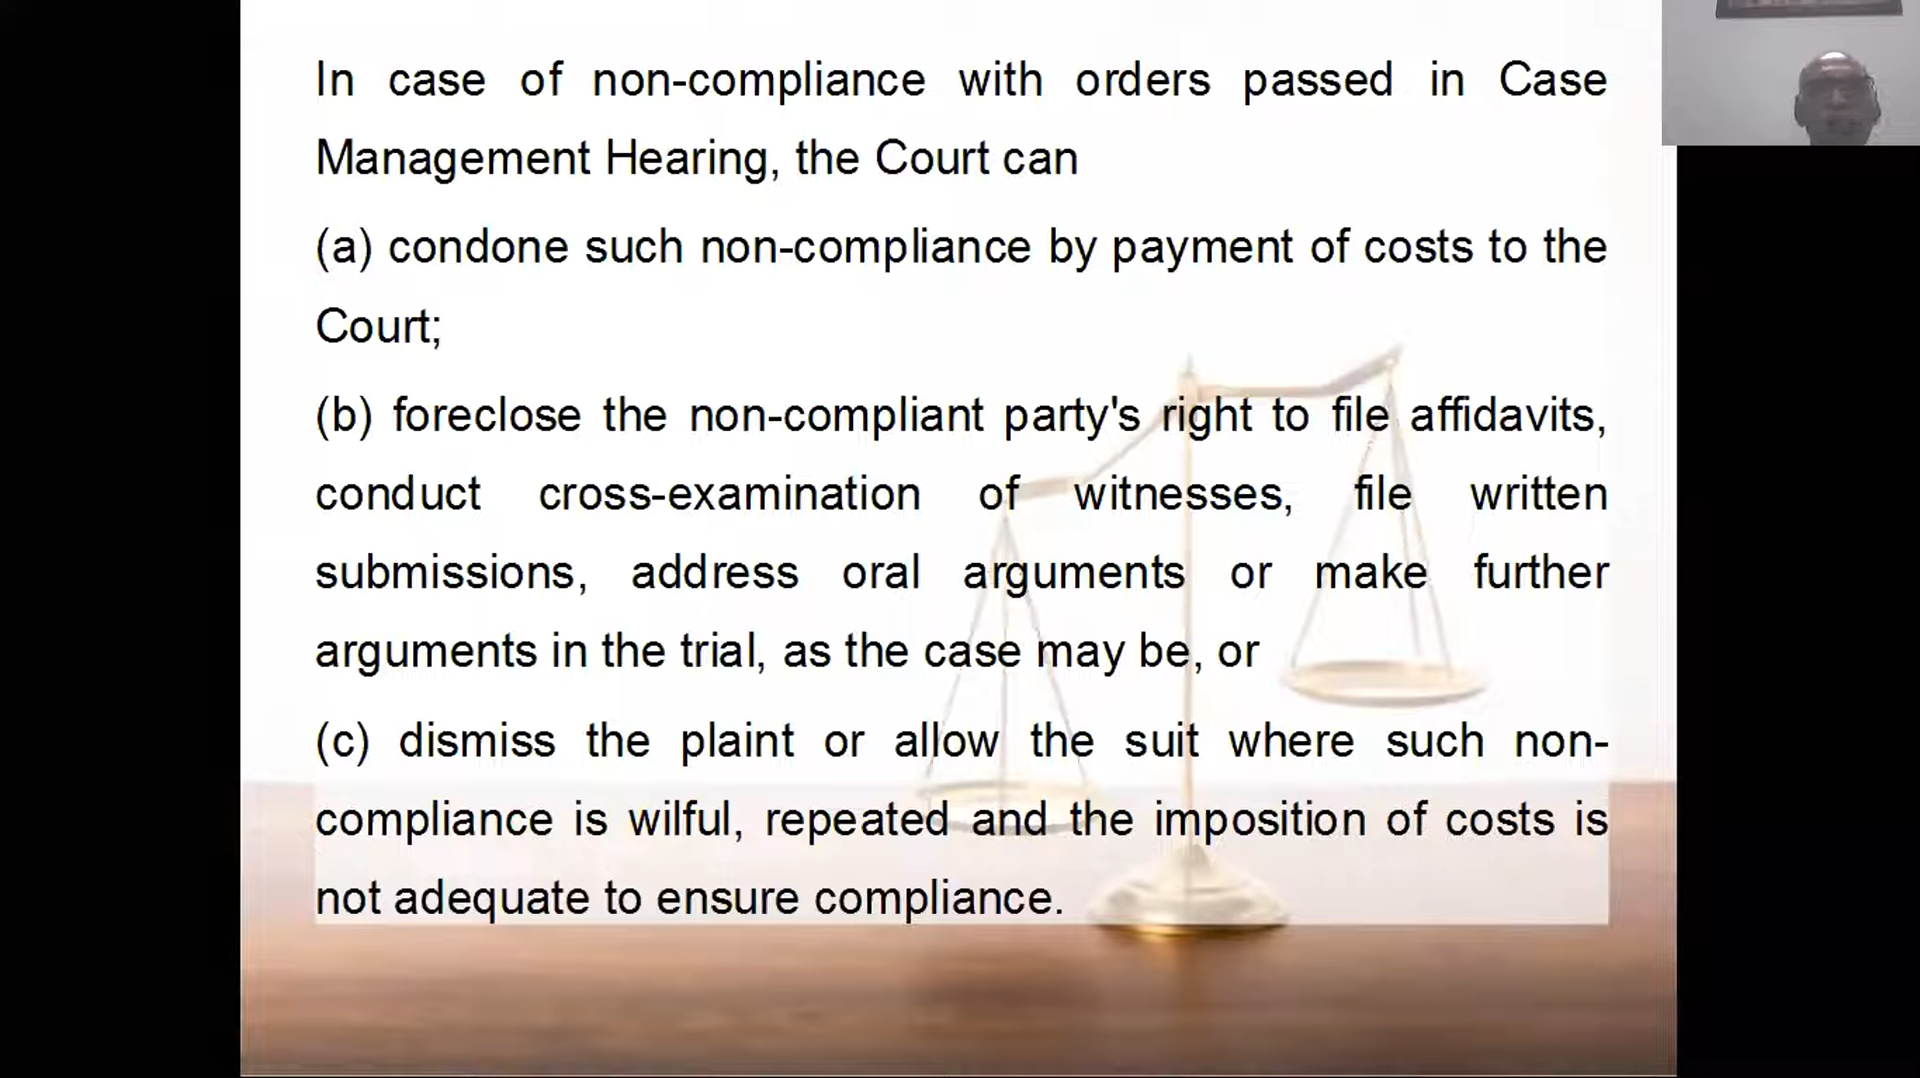 In case of non-compliance with orders passed in Case
Management Hearing, the Court can
(a) condone such non-compliance by payment of costs to the
Court;
(b) foreclose the non-compliant party's right to file affidavits,
conduct cross-examination of witnesses, file written
submissions, address oral arguments or make further
arguments in the trial, as the case may be, or
(c) dismiss the plaint or allow the suit where such non-
compliance is wilful, repeated and the imposition of costs is
not adequate to ensure compliance.